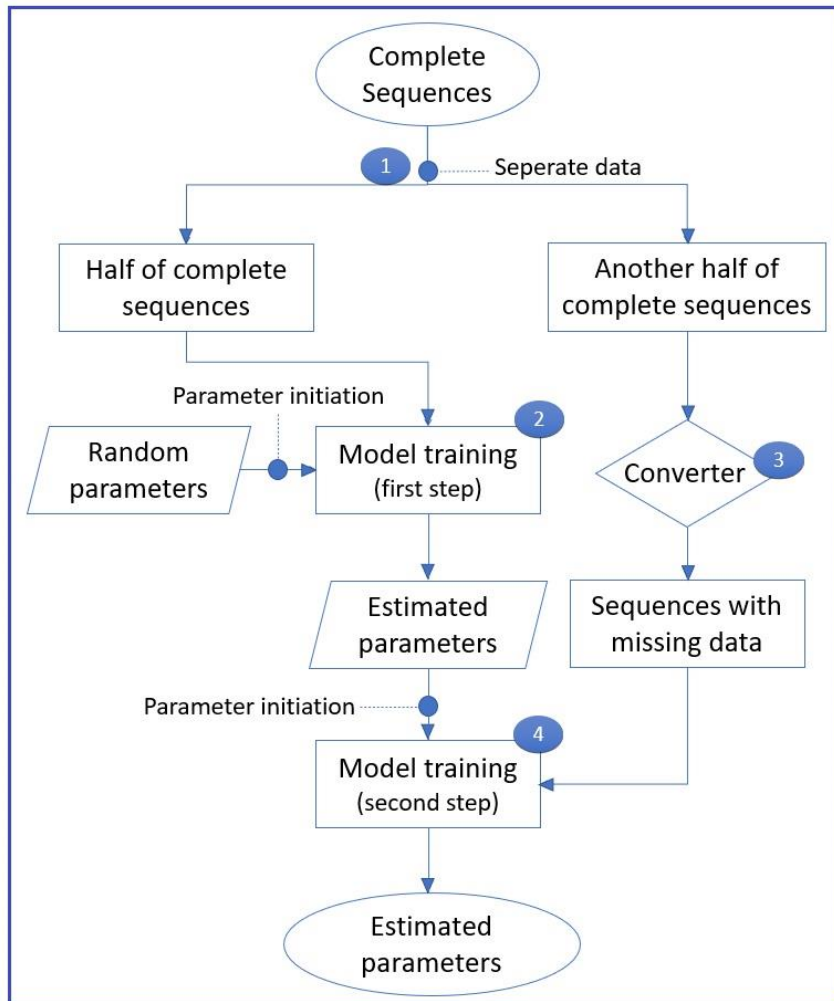 Complete
Sequences
1
Seperate data
Half of complete
sequences
Another half of
complete sequences
Parameter initiation
2
Random
parameters
Model training
(first step)
Converter
3
Estimated
parameters
Sequences with
missing data
Parameter initiation
4
Model training
(second step)
Estimated
parameters